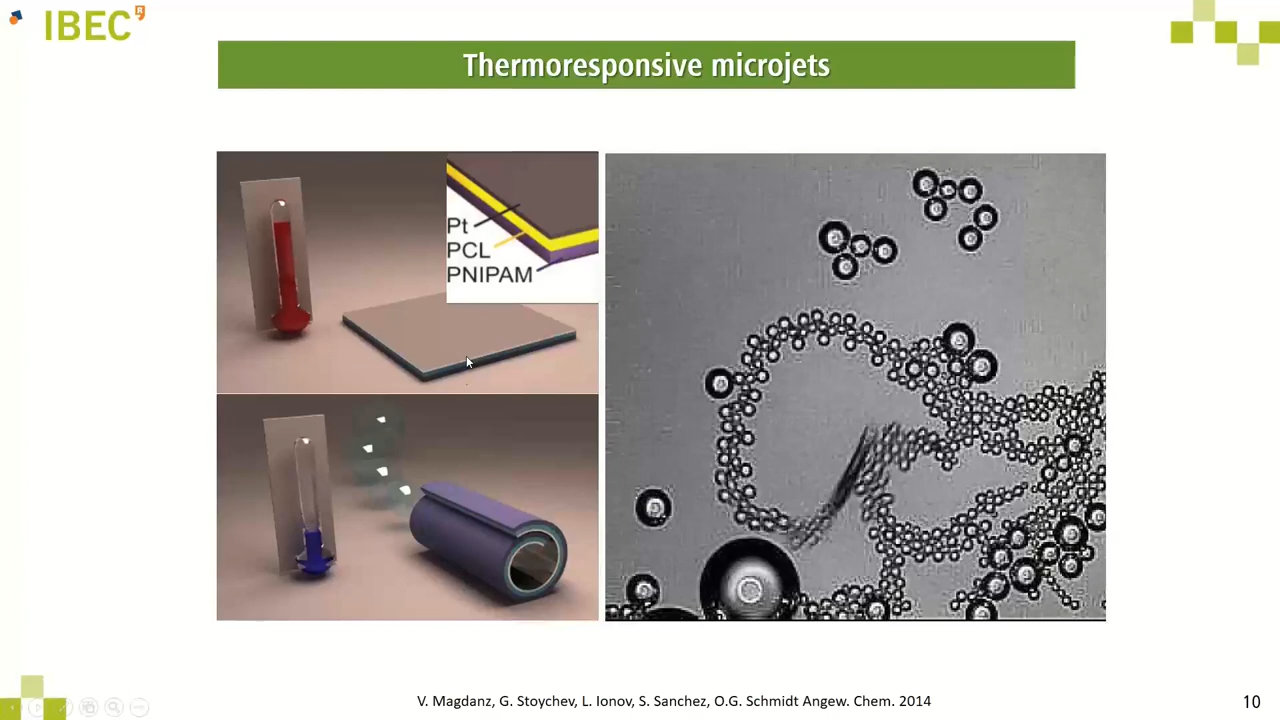 IBEC R
Thermoresponsive microjets
Pt
PCL
PNIPAM
V. Magdanz, G. Stoychev, L. Ionov, S. Sanchez, O.G. Schmidt Angew. Chem. 2014
10